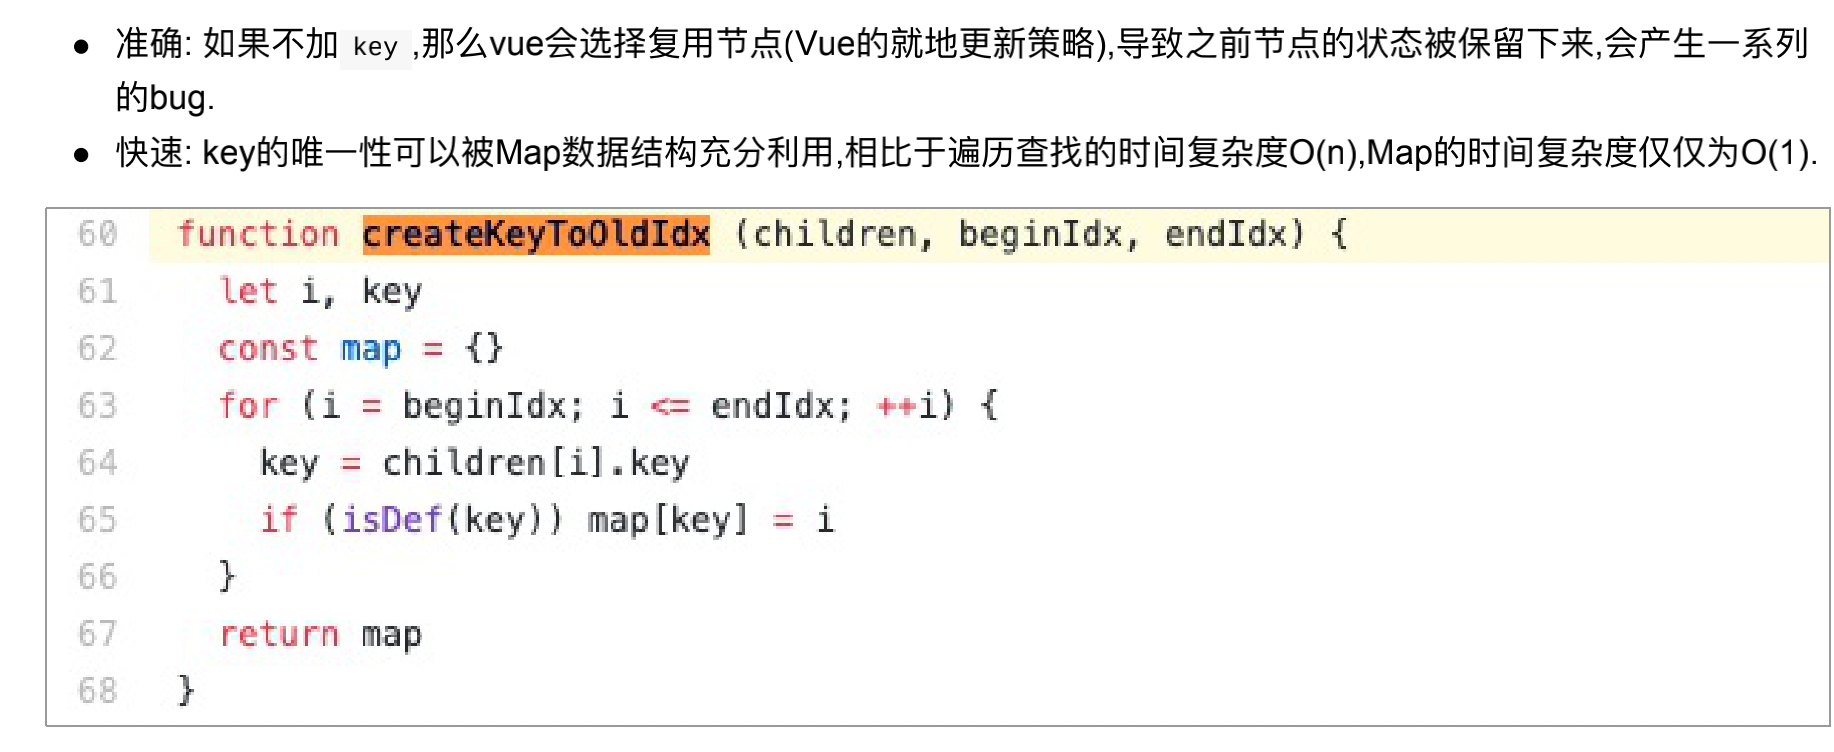 ● 准确: 如果不加 key ,那么vue会选择复用节点(Vue的就地更新策略),导致之前节点的状态被保留下来,会产生一系列
的bug.
● 快速: key的唯一性可以被Map数据结构充分利用,相比于遍历查找的时间复杂度O(n),Map的时间复杂度仅仅为O(1).
60 function createKeyToOldIdx (children, beginIdx, endIdx) {
61 let i, key
62 const map = {}
63 for (i = beginIdx; i <= endIdx; ++i) {
64 key = children[i].key
65 if (isDef(key)) map[key] = i
66 }
67 return map
68 }